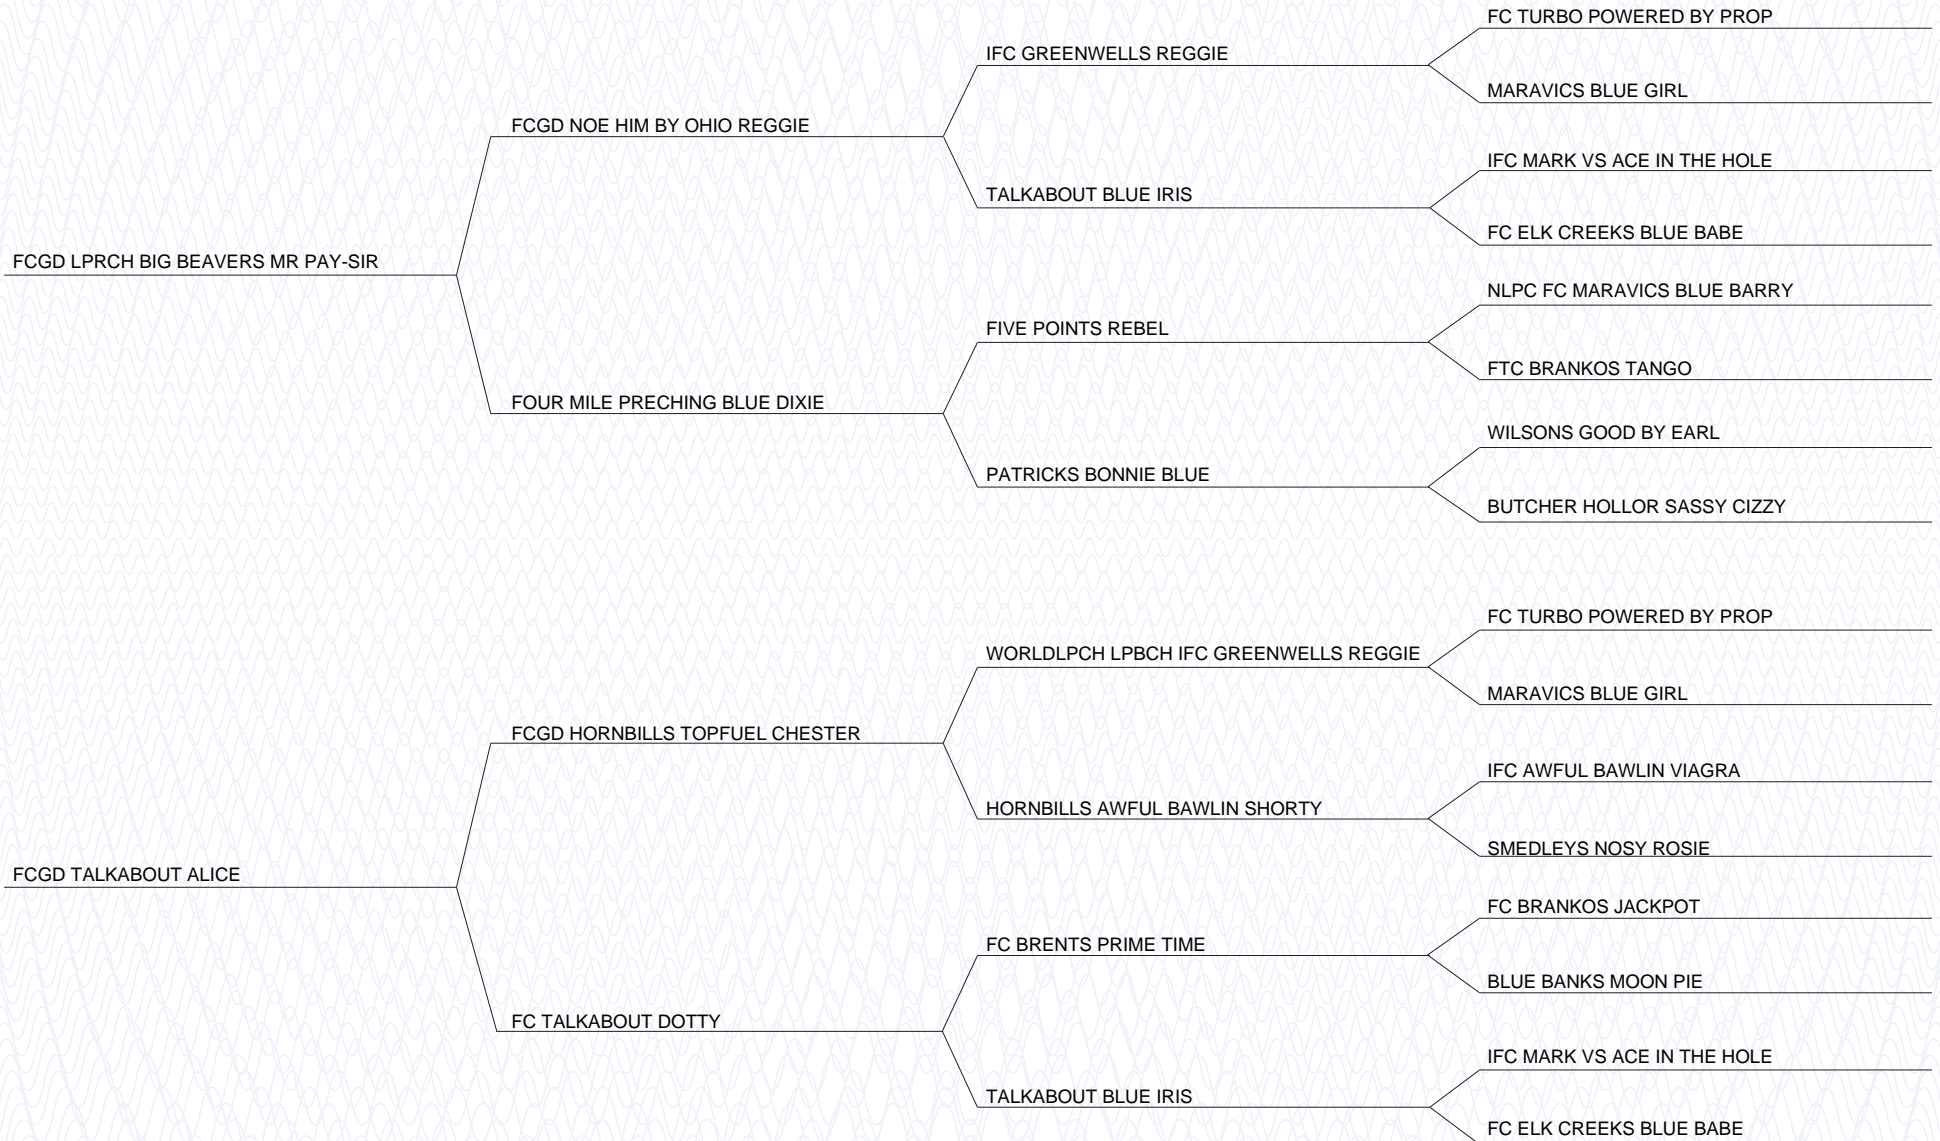 FC TURBO POWERED BY PROP
IFC GREENWELLS REGGIE
MARAVICS BLUE GIRL
FCGD NOE HIM BY OHIO REGGIE
IFC MARK VS ACE IN THE HOLE
TALKABOUT BLUE IRIS
FC ELK CREEKS BLUE BABE
FCGD LPRCH BIG BEAVERS MR PAY-SIR
NLPC FC MARAVICS BLUE BARRY
FIVE POINTS REBEL
FTC BRANKOS TANGO
FOUR MILE PRECHING BLUE DIXIE
WILSONS GOOD BY EARL
PATRICKS BONNIE BLUE
BUTCHER HOLLOR SASSY CIZZY
FC TURBO POWERED BY PROP
WORLDLPCH LPBCH IFC GREENWELLS REGGIE
MARAVICS BLUE GIRL
FCGD HORNBILLS TOPFUEL CHESTER
IFC AWFUL BAWLIN VIAGRA
HORNBILLS AWFUL BAWLIN SHORTY
SMEDLEYS NOSY ROSIE
FCGD TALKABOUT ALICE
FC BRANKOS JACKPOT
FC BRENTS PRIME TIME
BLUE BANKS MOON PIE
FC TALKABOUT DOTTY
IFC MARK VS ACE IN THE HOLE
TALKABOUT BLUE IRIS
FC ELK CREEKS BLUE BABE